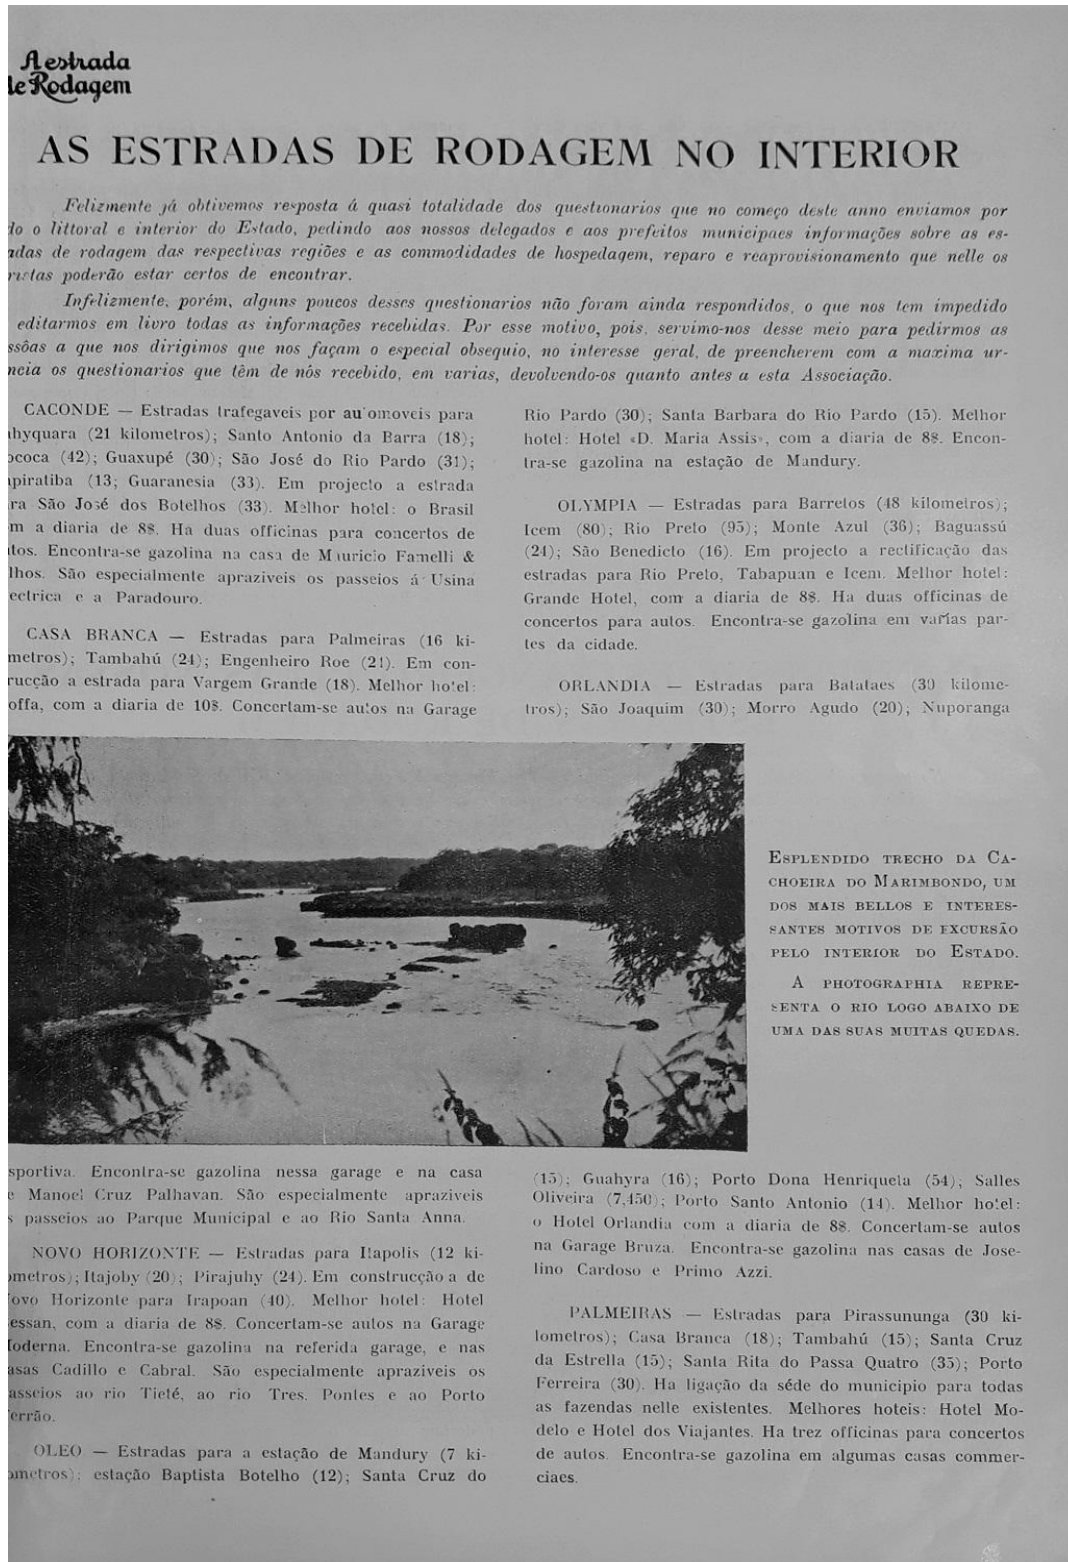 A estrada
de Rodagem
AS ESTRADAS DE RODAGEM NO INTERIOR
Felizmente já obtivemos resposta á quasi totalidade dos questionarios que no começo deste anno enviamos por
do o littoral e interior do Estado, pedindo aos nossos delegados e aos prefeitos municipaes informações sobre as es-
adas de rodagem das respectivas regiões e as commodidades de hospedagem, reparo e reaprovisionamento que nelle os
ristas poderão estar certos de encontrar.
Infelizmente, porém, alguns poucos desses questionarios não foram ainda respondidos, o que nos tem impedido
editarmos em livro todas as informações recebidas. Por esse motivo, pois, servimo-nos desse meio para pedirmos as
ssôas a que nos dirigimos que nos façam o especial obsequio, no interesse geral, de preencherem com a maxima ur-
ncia os questionarios que têm de nós recebido, em varias, devolvendo-os quanto antes a esta Associação.
CACONDE — Estradas trafegaveis por automoveis para
ahyquara (21 kilometros); Santo Antonio da Barra (18);
ococa (42); Guaxupé (30); São José do Rio Pardo (31);
apiratiba (13; Guaranesia (33). Em projecto a estrada
ara São José dos Botelhos (33). Melhor hotel: o Brasil
om a diaria de 8$. Ha duas officinas para concertos de
utos. Encontra-se gazolina na casa de Mauricio Famelli &
lhos. São especialmente apraziveis os passeios á Usina
lectrica e a Paradouro.
CASA BRANCA — Estradas para Palmeiras (16 ki-
metros); Tambahú (24); Engenheiro Roe (21). Em con-
rucção a estrada para Vargem Grande (18). Melhor hotel:
offa, com a diaria de 10$. Concertam-se autos na Garage
Rio Pardo (30); Santa Barbara do Rio Pardo (15). Melhor
hotel: Hotel «D. Maria Assis», com a diaria de 8$. Encon-
tra-se gazolina na estação de Mandury.
OLYMPIA — Estradas para Barretos (48 kilometros);
Icem (80); Rio Preto (95); Monte Azul (36); Baguassú
(24); São Benedicto (16). Em projecto a rectificação das
estradas para Rio Preto, Tabapuan e Icem. Melhor hotel:
Grande Hotel, com a diaria de 8$. Ha duas officinas de
concertos para autos. Encontra-se gazolina em varias par-
tes da cidade.
ORLANDIA — Estradas para Batataes (30 kilome-
tros); São Joaquim (30); Morro Agudo (20); Nuporanga
Esplendido trecho da Ca-
choeira do Marimbondo, um
dos mais bellos e interes-
santes motivos de excursão
pelo interior do Estado.
A photographia repre-
senta o rio logo abaixo de
uma das suas muitas quedas.
sportiva. Encontra-se gazolina nessa garage e na casa
e Manoel Cruz Palhavan. São especialmente apraziveis
s passeios ao Parque Municipal e ao Rio Santa Anna.
NOVO HORIZONTE — Estradas para Itapolis (12 ki-
ometros); Itajoby (20); Pirajuhy (24). Em construcção a de
ovo Horizonte para Irapoan (40). Melhor hotel: Hotel
essan, com a diaria de 8$. Concertam-se autos na Garage
Moderna. Encontra-se gazolina na referida garage, e nas
asas Cadillo e Cabral. São especialmente apraziveis os
asseios ao rio Tieté, ao rio Tres. Pontes e ao Porto
errão.
OLEO — Estradas para a estação de Mandury (7 ki-
ometros); estação Baptista Botelho (12); Santa Cruz do
(15); Guahyra (16); Porto Dona Henriqueta (54); Salles
Oliveira (7,450); Porto Santo Antonio (14). Melhor hotel:
o Hotel Orlandia com a diaria de 8$. Concertam-se autos
na Garage Bruza. Encontra-se gazolina nas casas de Jose-
lino Cardoso e Primo Azzi.
PALMEIRAS — Estradas para Pirassununga (30 ki-
lometros); Casa Branca (18); Tambahú (15); Santa Cruz
da Estrella (15); Santa Rita do Passa Quatro (35); Porto
Ferreira (30). Ha ligação da séde do municipio para todas
as fazendas nelle existentes. Melhores hoteis: Hotel Mo-
delo e Hotel dos Viajantes. Ha trez officinas para concertos
de autos. Encontra-se gazolina em algumas casas commer-
ciaes.